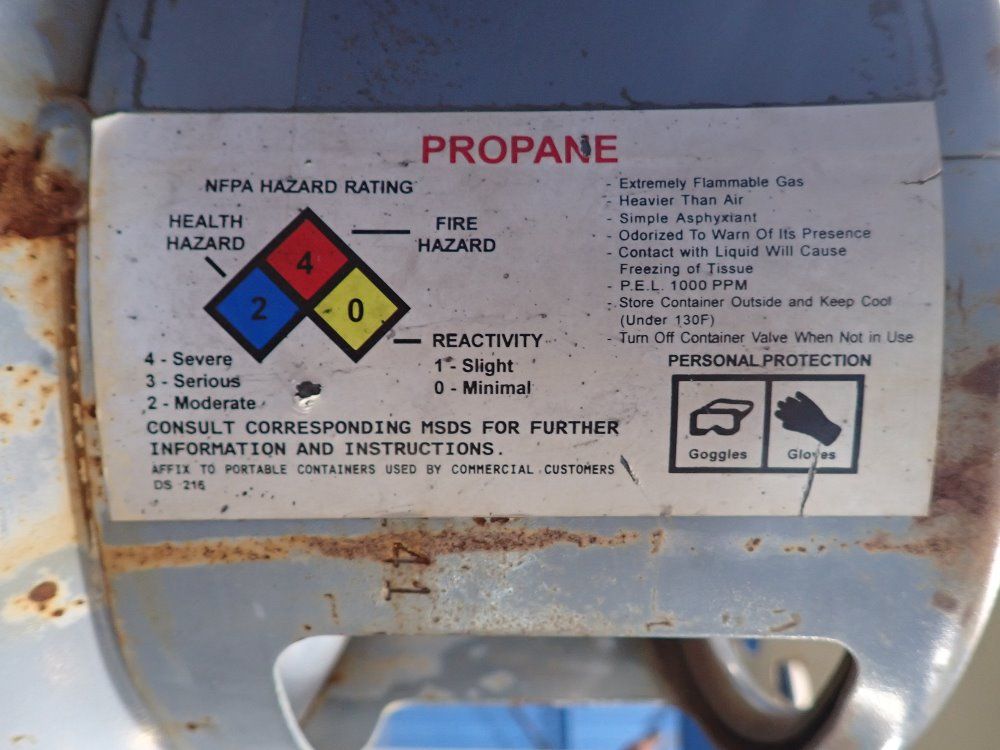 PROPANE
NFPA HAZARD RATING
HEALTH
HAZARD
FIRE
HAZARD
4
2
0
REACTIVITY
4 - Severe
3 - Serious
2 - Moderate
1 - Slight
0 - Minimal
CONSULT CORRESPONDING MSDS FOR FURTHER
INFORMATION AND INSTRUCTIONS.
AFFIX TO PORTABLE CONTAINERS USED BY COMMERCIAL CUSTOMERS
DS 216
- Extremely Flammable Gas
- Heavier Than Air
- Simple Asphyxiant
- Odorized To Warn Of Its Presence
- Contact with Liquid Will Cause
Freezing of Tissue
- P.E.L. 1000 PPM
- Store Container Outside and Keep Cool
(Under 130F)
- Turn Off Container Valve When Not in Use
PERSONAL PROTECTION
Goggles
Gloves